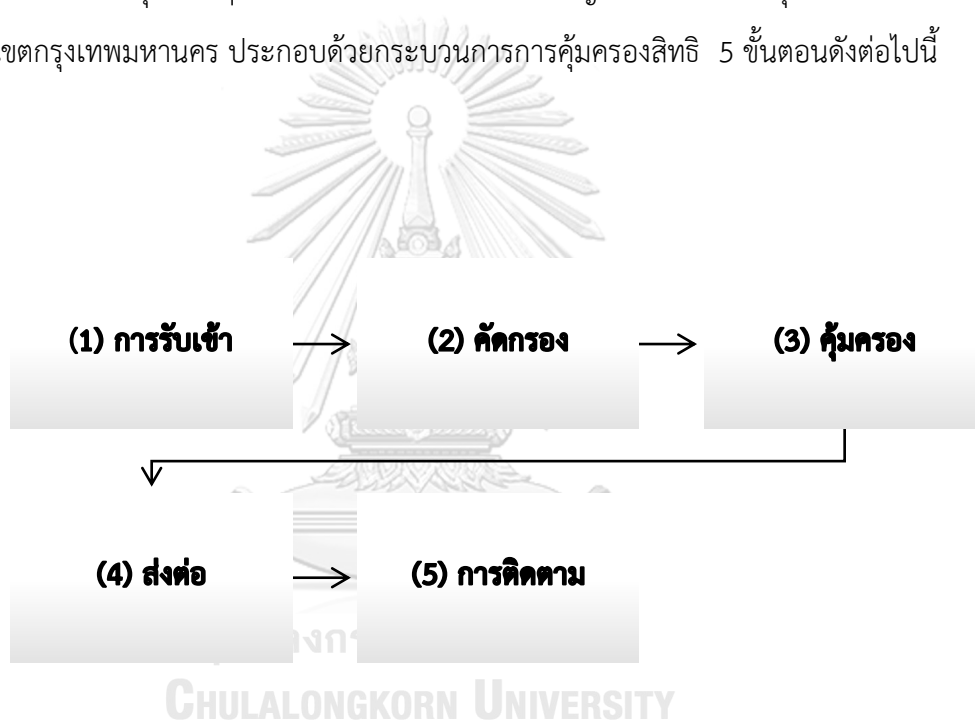 เขตกรุงเทพมหานคร ประกอบด้วยกระบวนการการคุ้มครองสิทธิ 5 ขั้นตอนดังต่อไปนี้
(1) การรับเข้า
(2) คัดกรอง
(3) คุ้มครอง
(4) ส่งต่อ
(5) การติดตาม
CHULALONGKORN UNIVERSITY